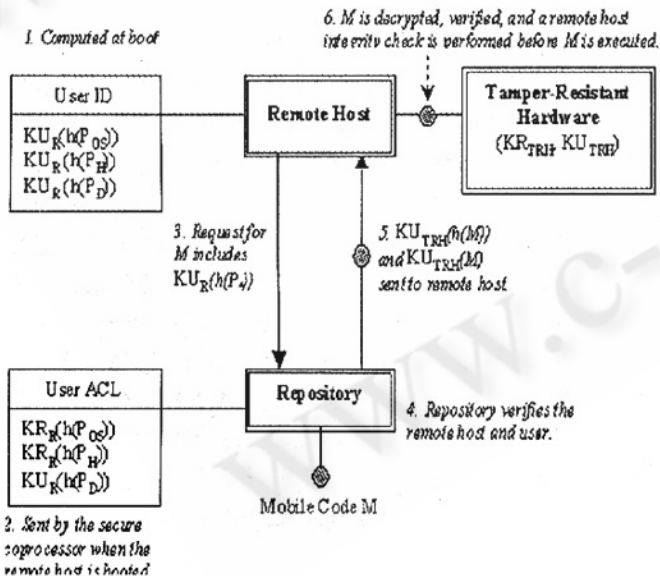 6. M is decrypted, verified, and a remote host
integrity check is performed before M is executed.
1. Computed at boot
User ID
KU_R(h(P_OS))
KU_R(h(P_H))
KU_R(h(P_D))
Remote Host
Tamper-Resistant
Hardware
(KR_TRH, KU_TRH)
3. Request for
M includes
KU_R(h(P_*))
5. KU_TRH(h(M))
and KU_TRH(M)
sent to remote host
User ACL
KR_R(h(P_OS))
KR_R(h(P_H))
KU_R(h(P_D))
Repository
4. Repository verifies the
remote host and user.
Mobile Code M
2. Sent by the secure
coprocessor when the
remote host is booted
www.c-